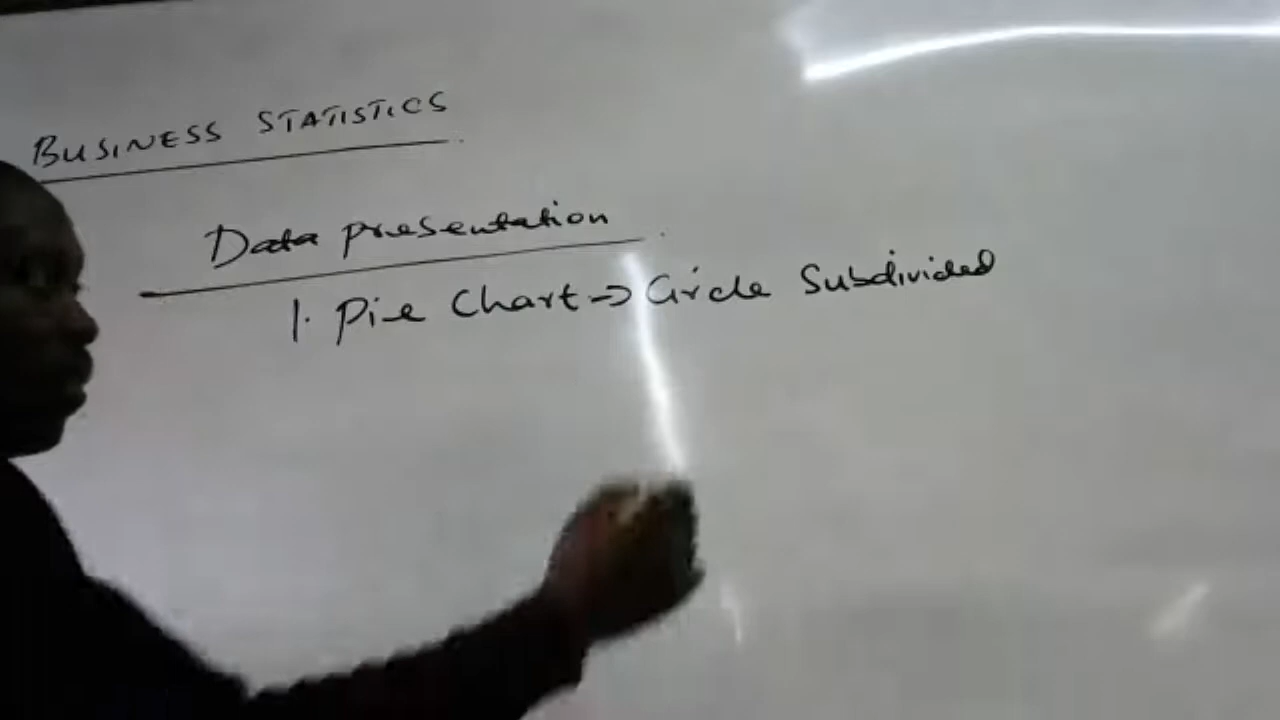 BUSINESS STATISTICS
Data presentation
1. Pie Chart → Circle Subdivided